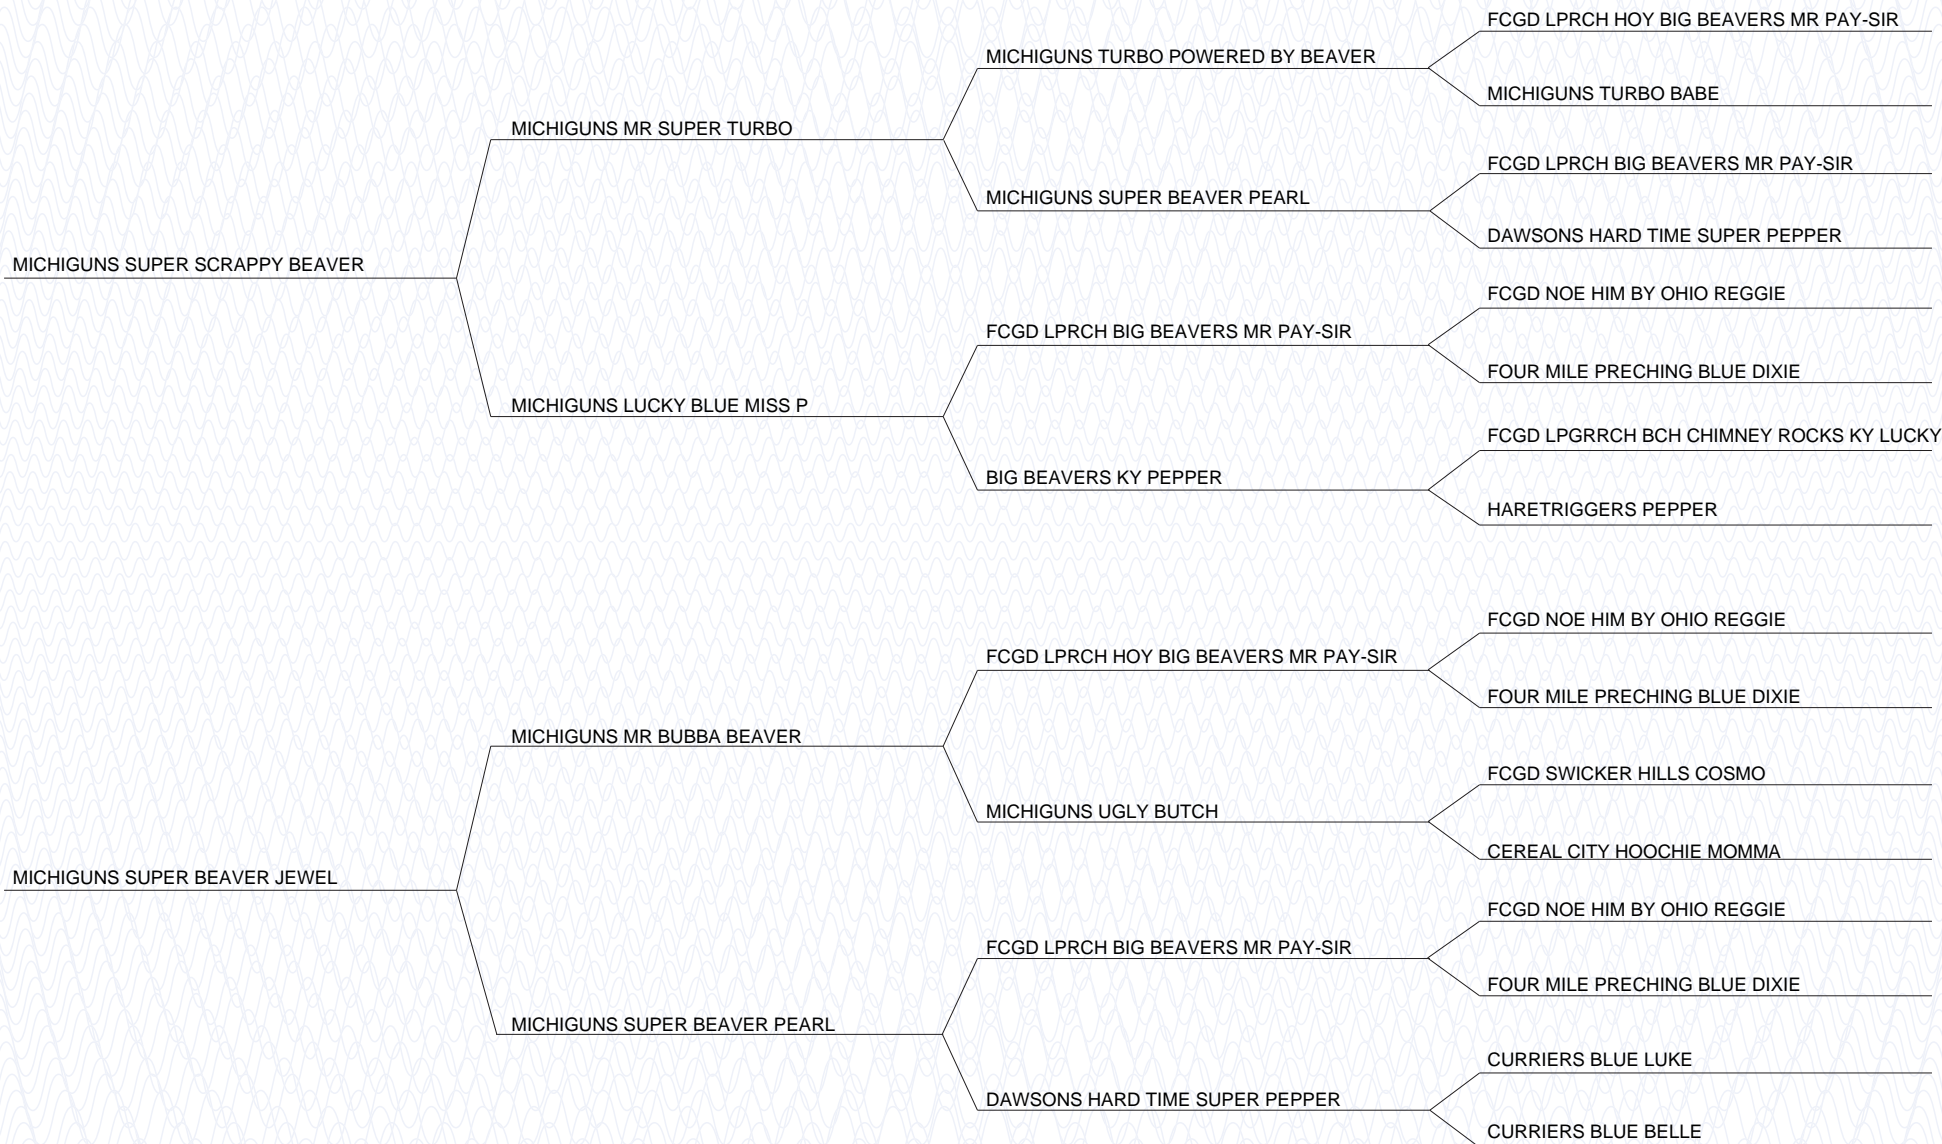 FCGD LPRCH HOY BIG BEAVERS MR PAY-SIR
MICHIGUNS TURBO POWERED BY BEAVER
MICHIGUNS TURBO BABE
MICHIGUNS MR SUPER TURBO
FCGD LPRCH BIG BEAVERS MR PAY-SIR
MICHIGUNS SUPER BEAVER PEARL
DAWSONS HARD TIME SUPER PEPPER
MICHIGUNS SUPER SCRAPPY BEAVER
FCGD NOE HIM BY OHIO REGGIE
FCGD LPRCH BIG BEAVERS MR PAY-SIR
FOUR MILE PRECHING BLUE DIXIE
MICHIGUNS LUCKY BLUE MISS P
FCGD LPGRRCH BCH CHIMNEY ROCKS KY LUCKY
BIG BEAVERS KY PEPPER
HARETRIGGERS PEPPER
FCGD NOE HIM BY OHIO REGGIE
FCGD LPRCH HOY BIG BEAVERS MR PAY-SIR
FOUR MILE PRECHING BLUE DIXIE
MICHIGUNS MR BUBBA BEAVER
FCGD SWICKER HILLS COSMO
MICHIGUNS UGLY BUTCH
CEREAL CITY HOOCHIE MOMMA
MICHIGUNS SUPER BEAVER JEWEL
FCGD NOE HIM BY OHIO REGGIE
FCGD LPRCH BIG BEAVERS MR PAY-SIR
FOUR MILE PRECHING BLUE DIXIE
MICHIGUNS SUPER BEAVER PEARL
CURRIERS BLUE LUKE
DAWSONS HARD TIME SUPER PEPPER
CURRIERS BLUE BELLE